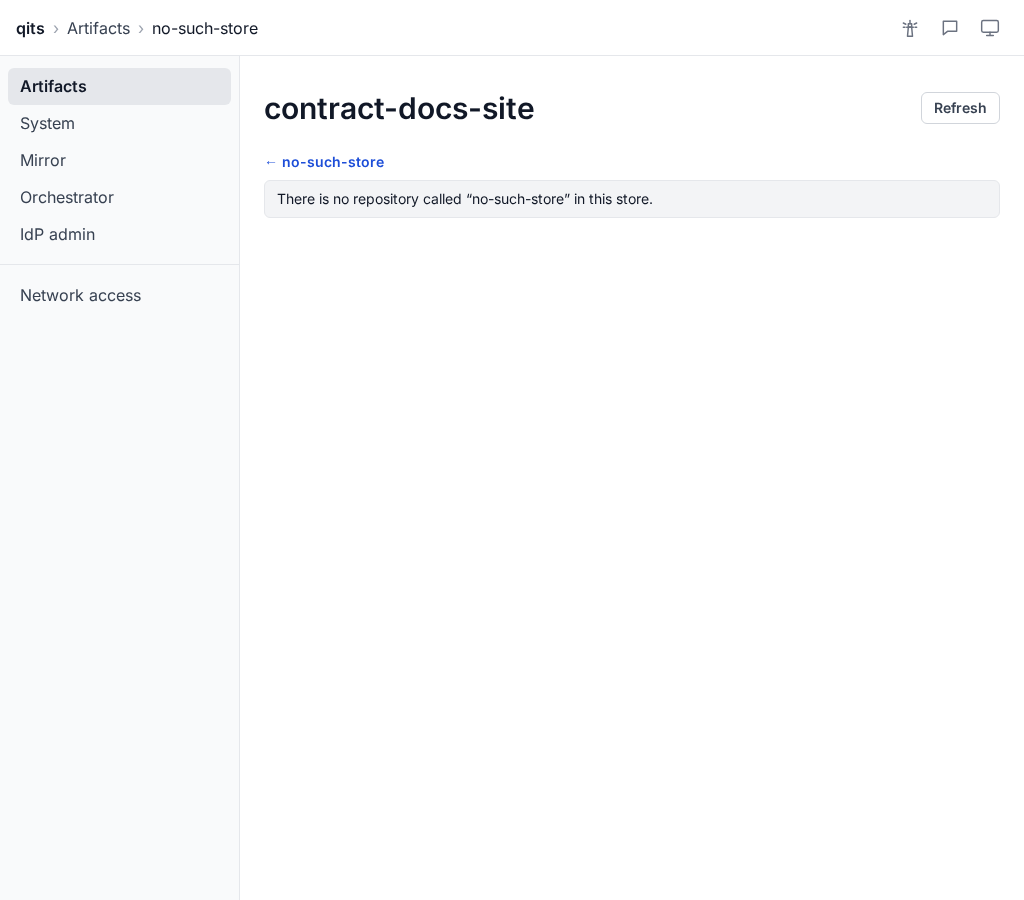 qits › Artifacts › no-such-store
Artifacts
System
Mirror
Orchestrator
IdP admin
Network access
contract-docs-site
Refresh
← no-such-store
There is no repository called “no-such-store” in this store.